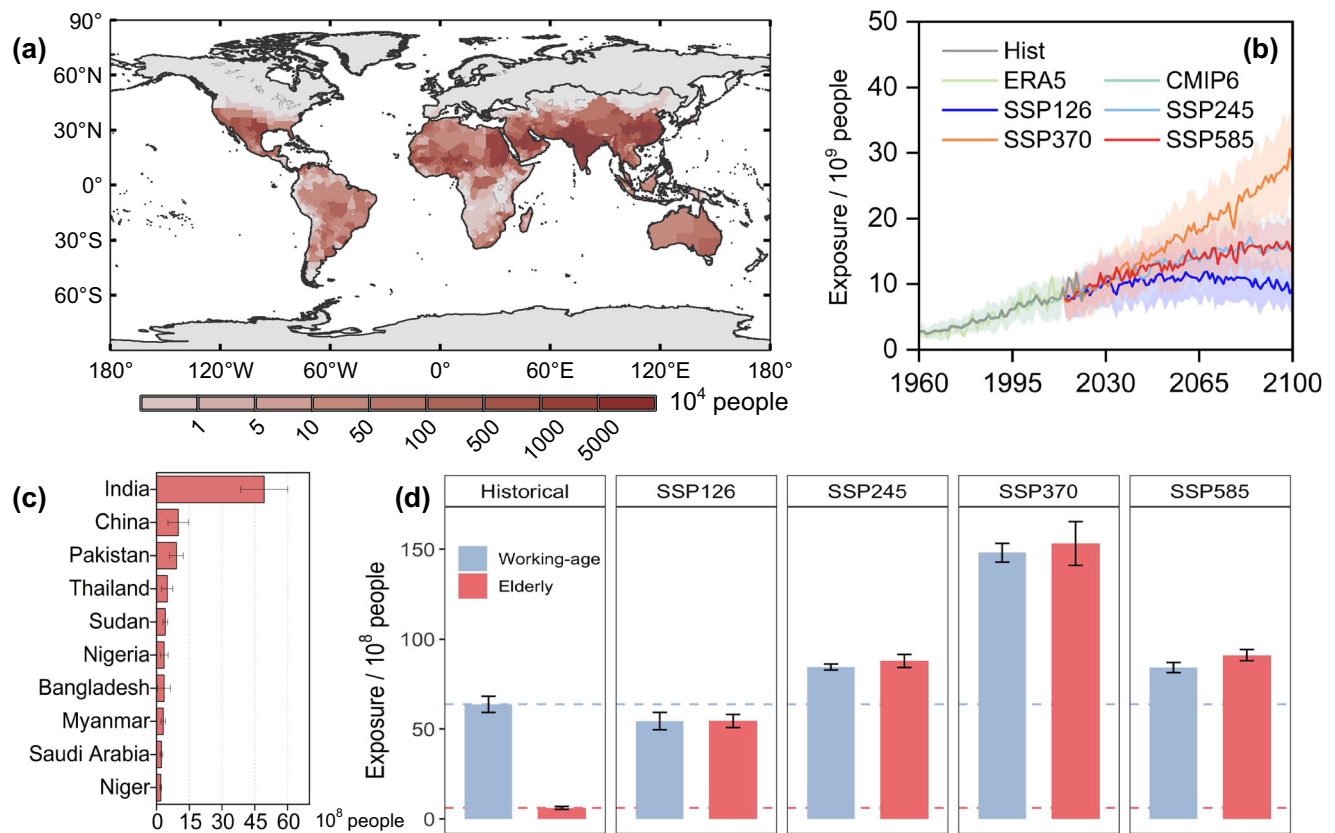 (a)
90°
60°N
30°N
0°
30°S
60°S
180°
120°W
60°W
0°
60°E
120°E
180°
1
5
10
50
100
500
1000
5000
10⁴ people
(b)
50
40
30
20
10
0
Exposure / 10⁹ people
Hist
ERA5 CMIP6
SSP126 SSP245
SSP370 SSP585
1960 1995 2030 2065 2100
(c)
India
China
Pakistan
Thailand
Sudan
Nigeria
Bangladesh
Myanmar
Saudi Arabia
Niger
0 15 30 45 60 10⁸ people
(d)
Historical SSP126 SSP245 SSP370 SSP585
Exposure / 10⁸ people
150
100
50
0
Working-age
Elderly